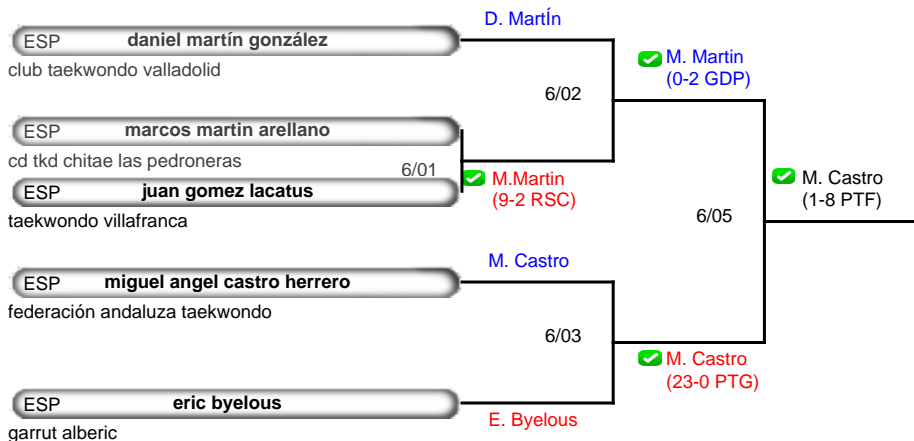 D. MartÍn
ESP daniel martín gonzález
club taekwondo valladolid
M. Martin
(0-2 GDP)
6/02
ESP marcos martin arellano
cd tkd chitae las pedroneras
6/01
M.Martin
(9-2 RSC)
M. Castro
(1-8 PTF)
ESP juan gomez lacatus
taekwondo villafranca
6/05
M. Castro
ESP miguel angel castro herrero
federación andaluza taekwondo
6/03
M. Castro
(23-0 PTG)
ESP eric byelous
E. Byelous
garrut alberic